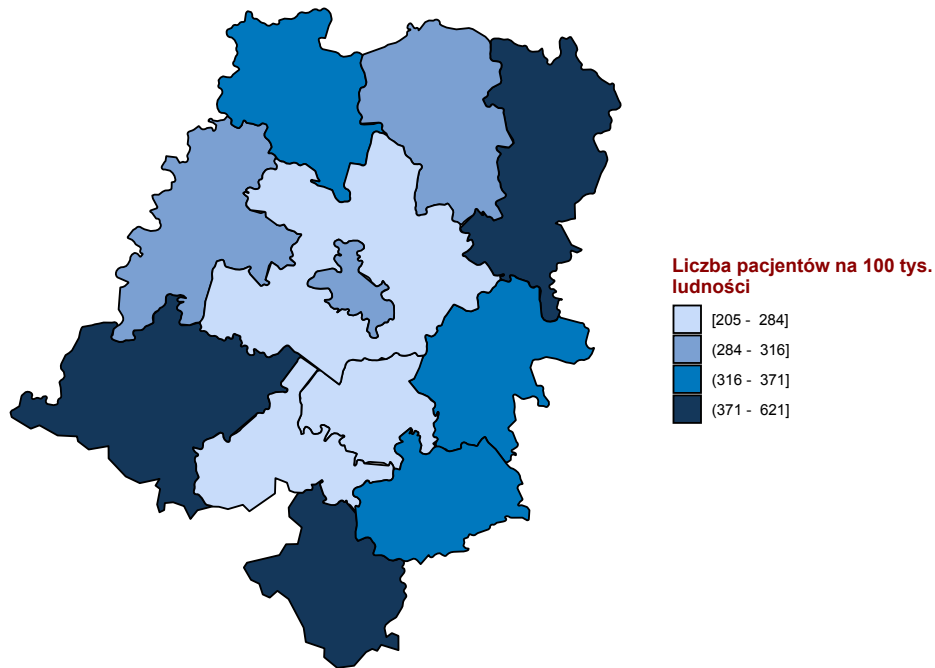 Liczba pacjentów na 100 tys.
ludności
[205 - 284]
(284 - 316]
(316 - 371]
(371 - 621]